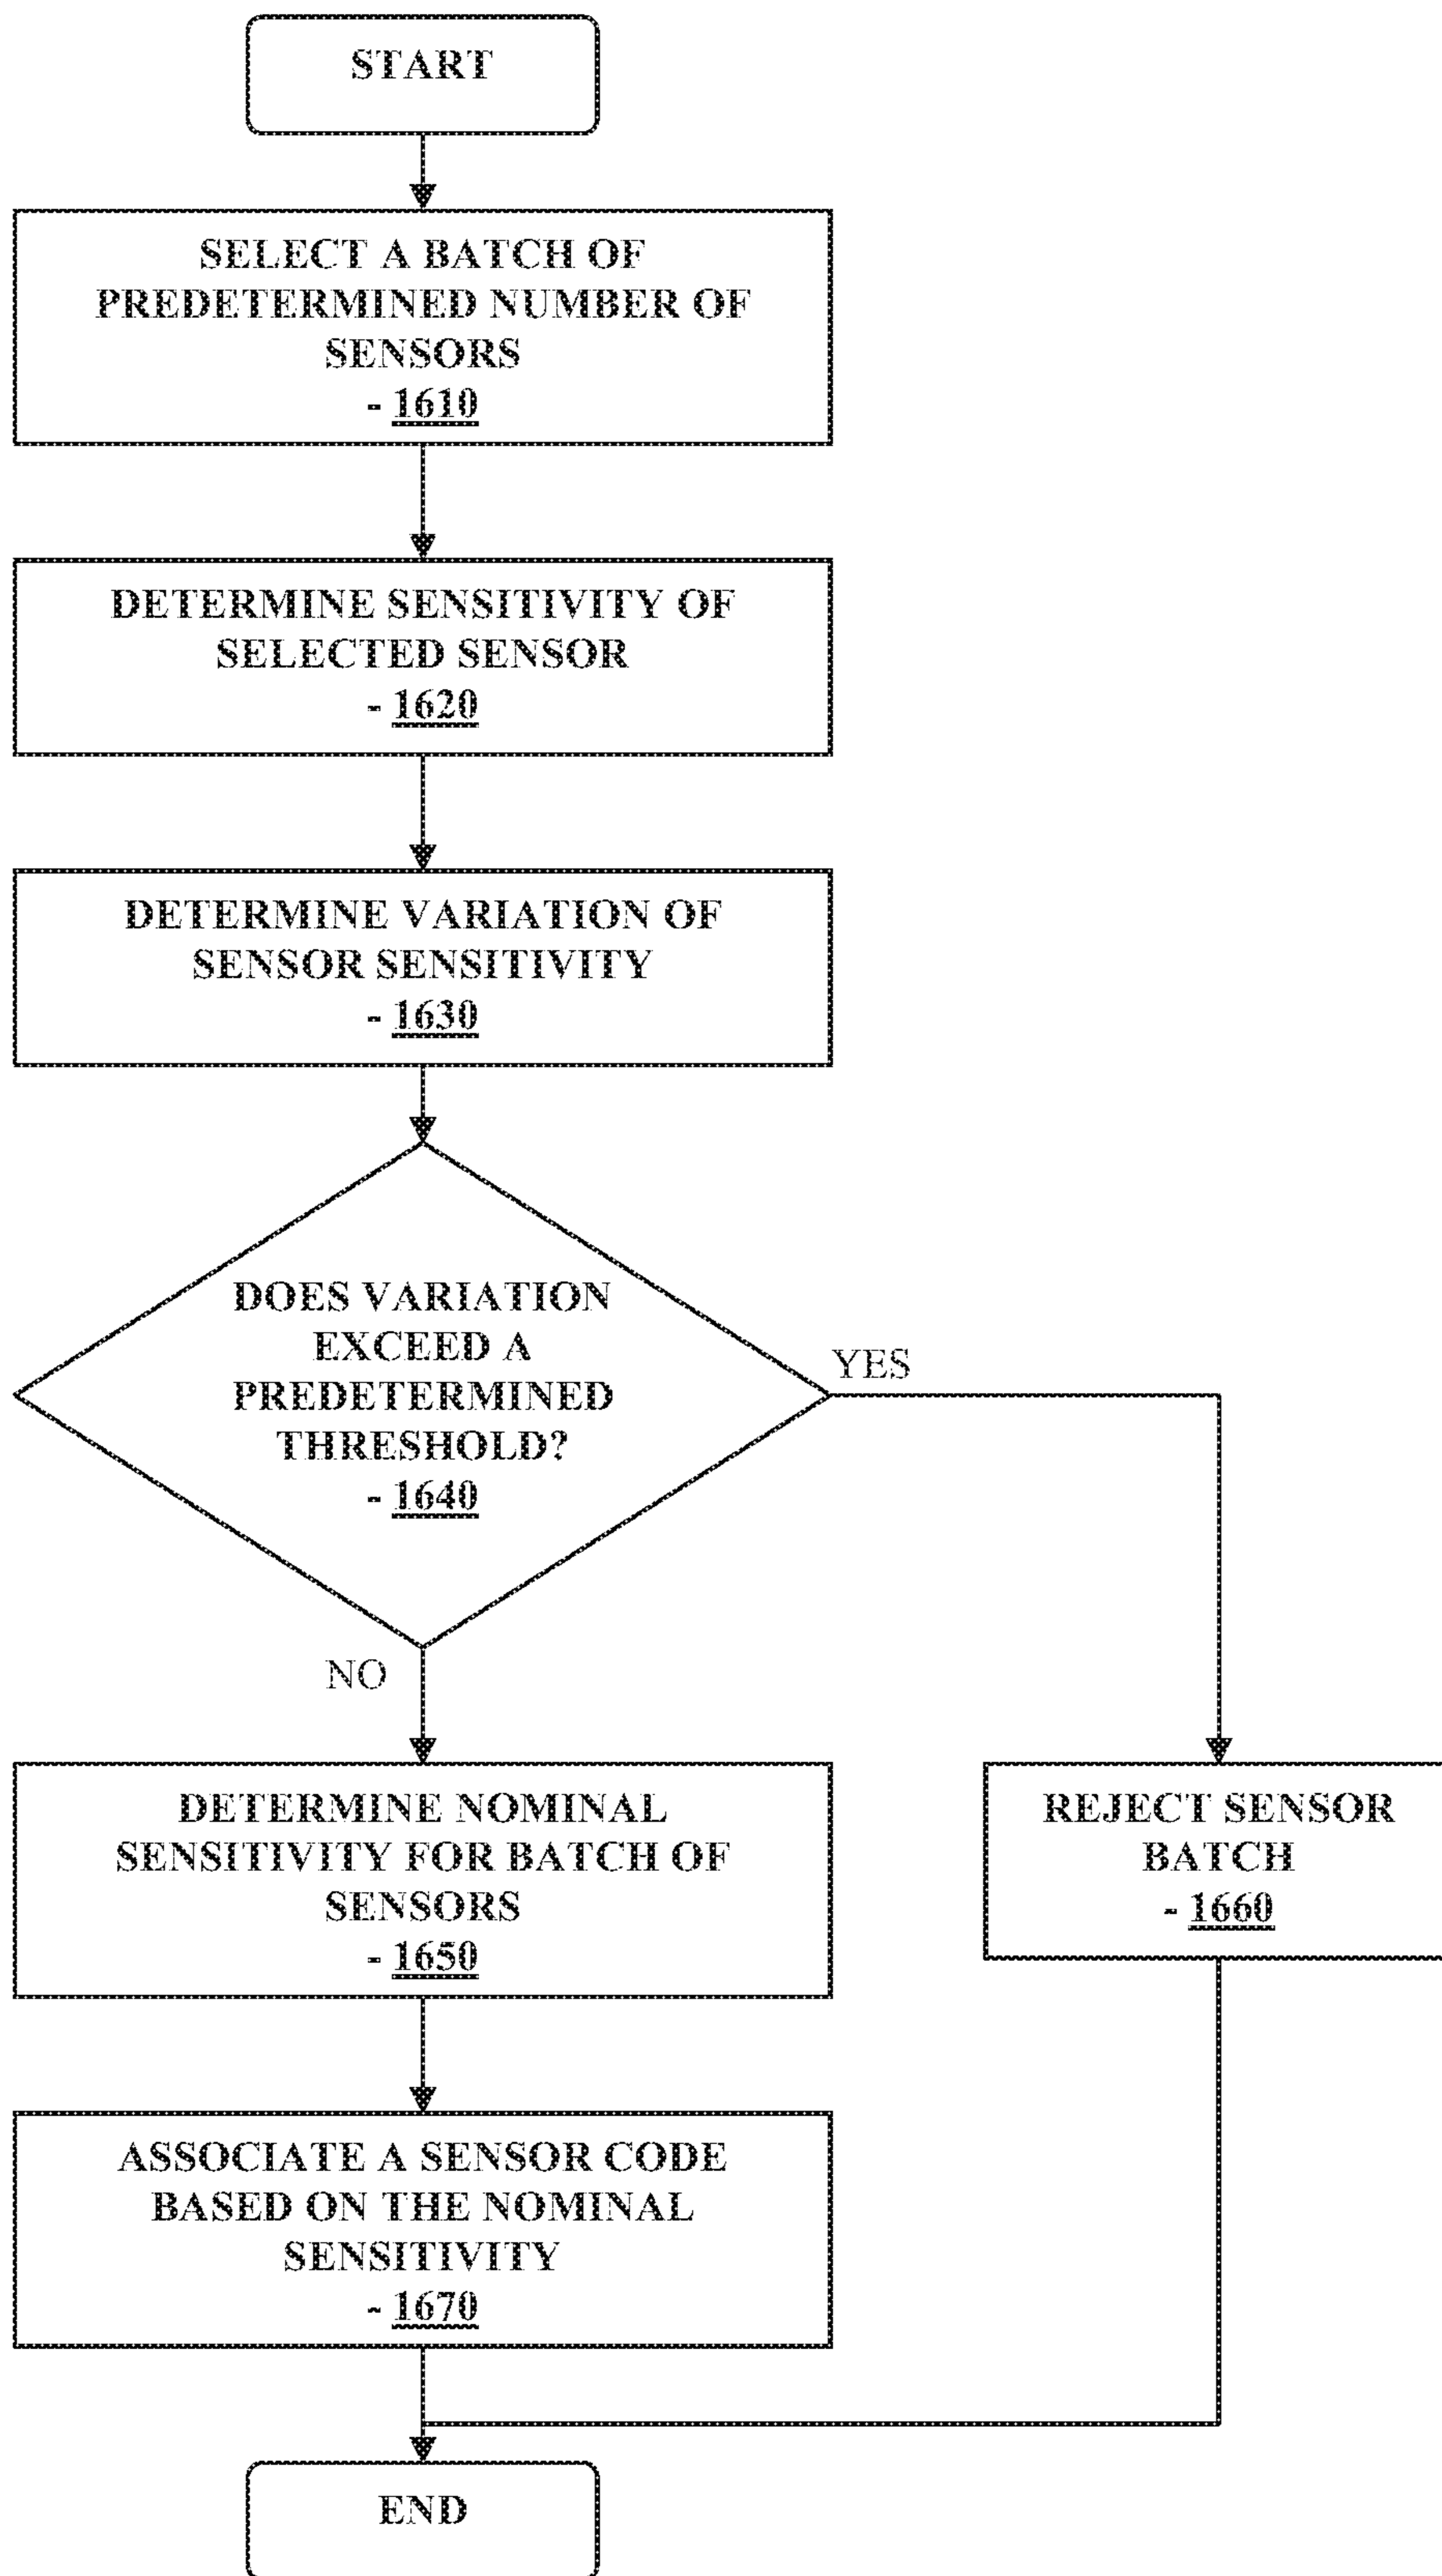 START
SELECT A BATCH OF
PREDETERMINED NUMBER OF
SENSORS
- 1610
DETERMINE SENSITIVITY OF
SELECTED SENSOR
- 1620
DETERMINE VARIATION OF
SENSOR SENSITIVITY
- 1630
DOES VARIATION
EXCEED A
PREDETERMINED
THRESHOLD?
- 1640
YES
NO
DETERMINE NOMINAL
SENSITIVITY FOR BATCH OF
SENSORS
- 1650
REJECT SENSOR
BATCH
- 1660
ASSOCIATE A SENSOR CODE
BASED ON THE NOMINAL
SENSITIVITY
- 1670
END